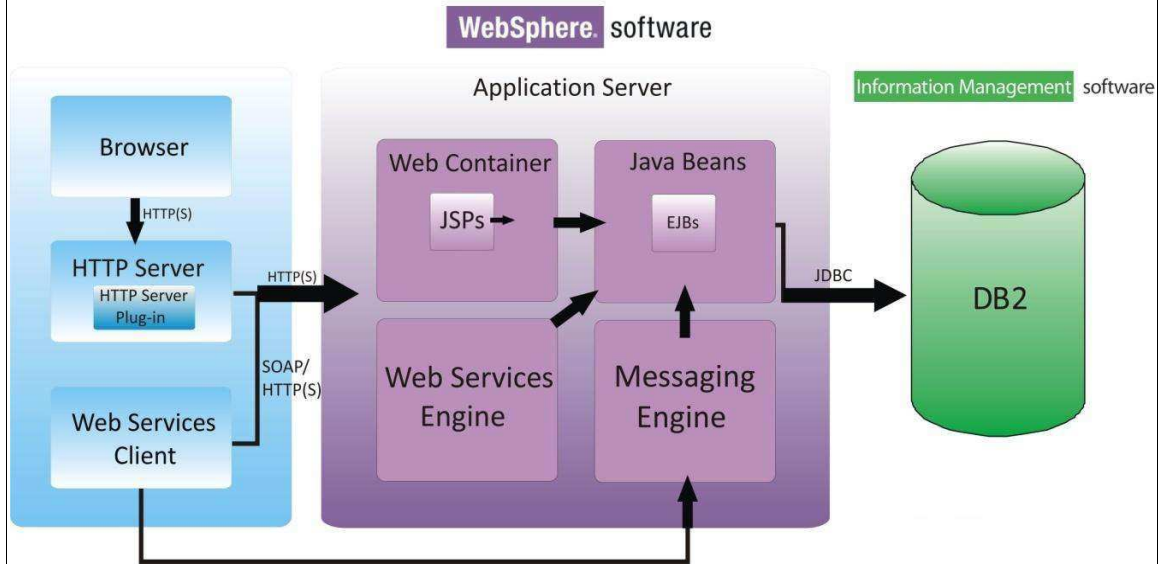 WebSphere. software
Application Server
Information Management software
Browser
HTTP(S)
HTTP Server
HTTP Server
Plug-in
HTTP(S)
SOAP/
HTTP(S)
Web Services
Client
Web Container
JSPs
Java Beans
EJBs
Web Services
Engine
Messaging
Engine
JDBC
DB2